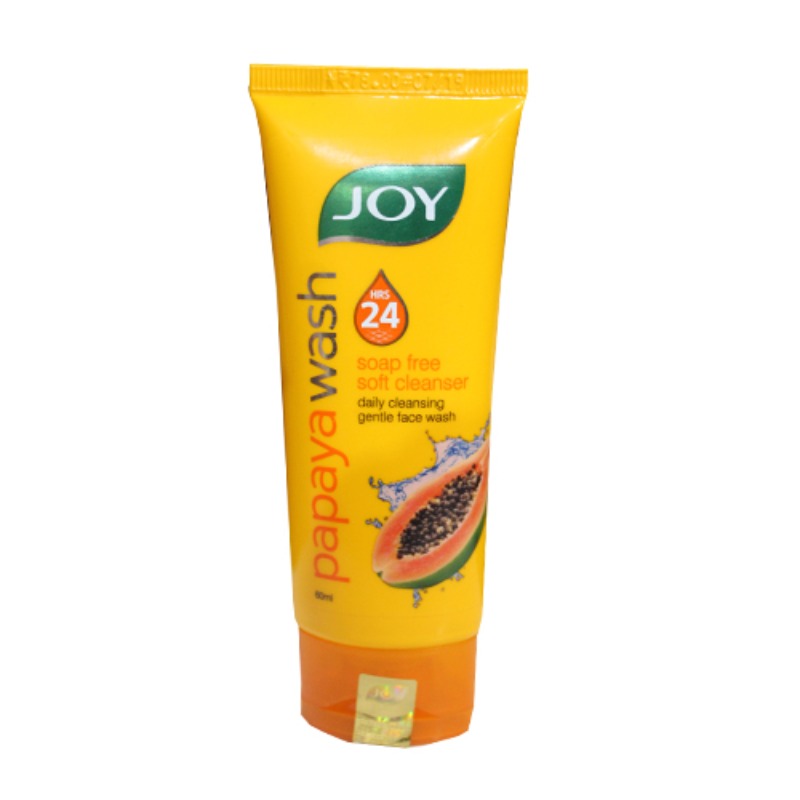 JOY
papaya wash
HRS
24
soap free
soft cleanser
daily cleansing
gentle face wash
60ml